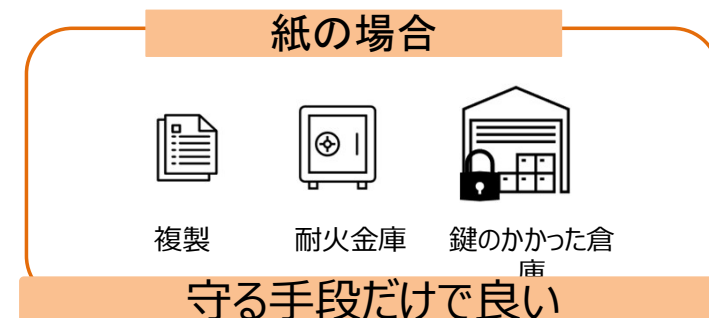 紙の場合
複製
耐火金庫
鍵のかかった倉
庫
守る手段だけで良い